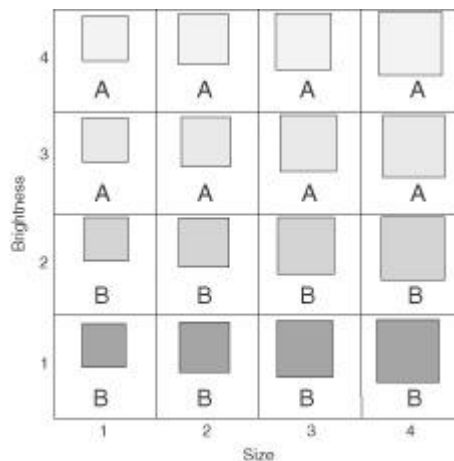 4
A A A A
3
A A A A
Brightness
2
B B B B
1
B B B B
1 2 3 4
Size